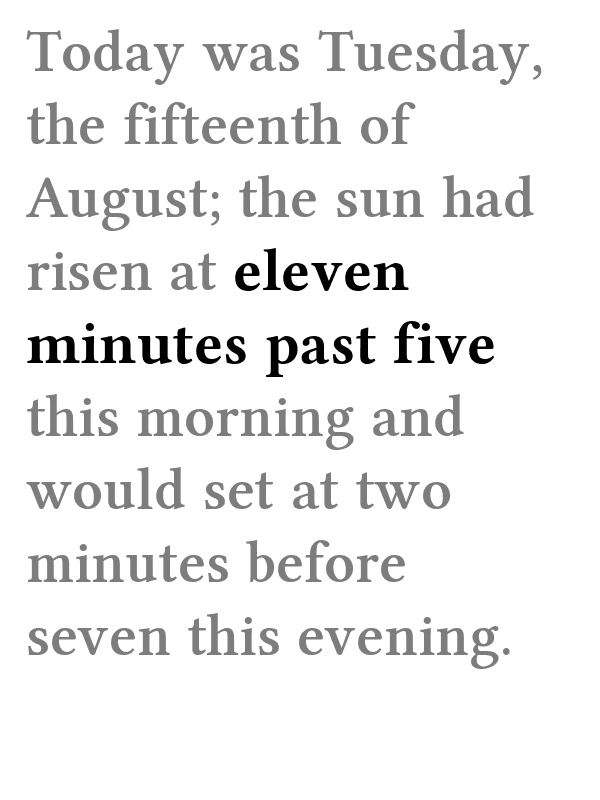 Today was Tuesday,
the fifteenth of
August; the sun had
risen at eleven
minutes past five
this morning and
would set at two
minutes before
seven this evening.